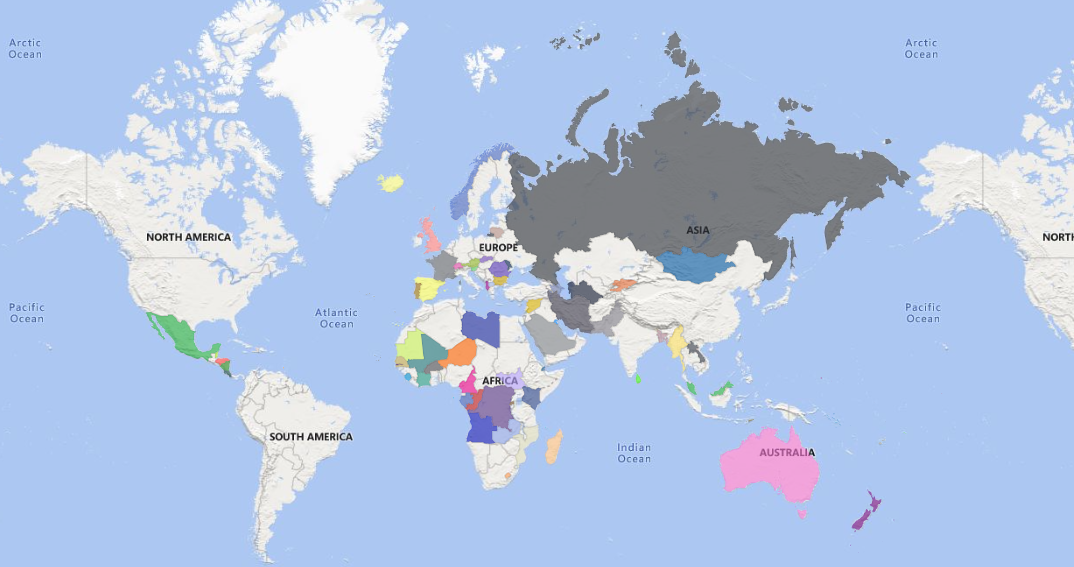 Arctic
Ocean
Arctic
Ocean
NORTH AMERICA
ASIA
NORT
EUROPE
Pacific
Ocean
Atlantic
Ocean
Pacific
Ocean
AFRICA
SOUTH AMERICA
Indian
Ocean
AUSTRALIA